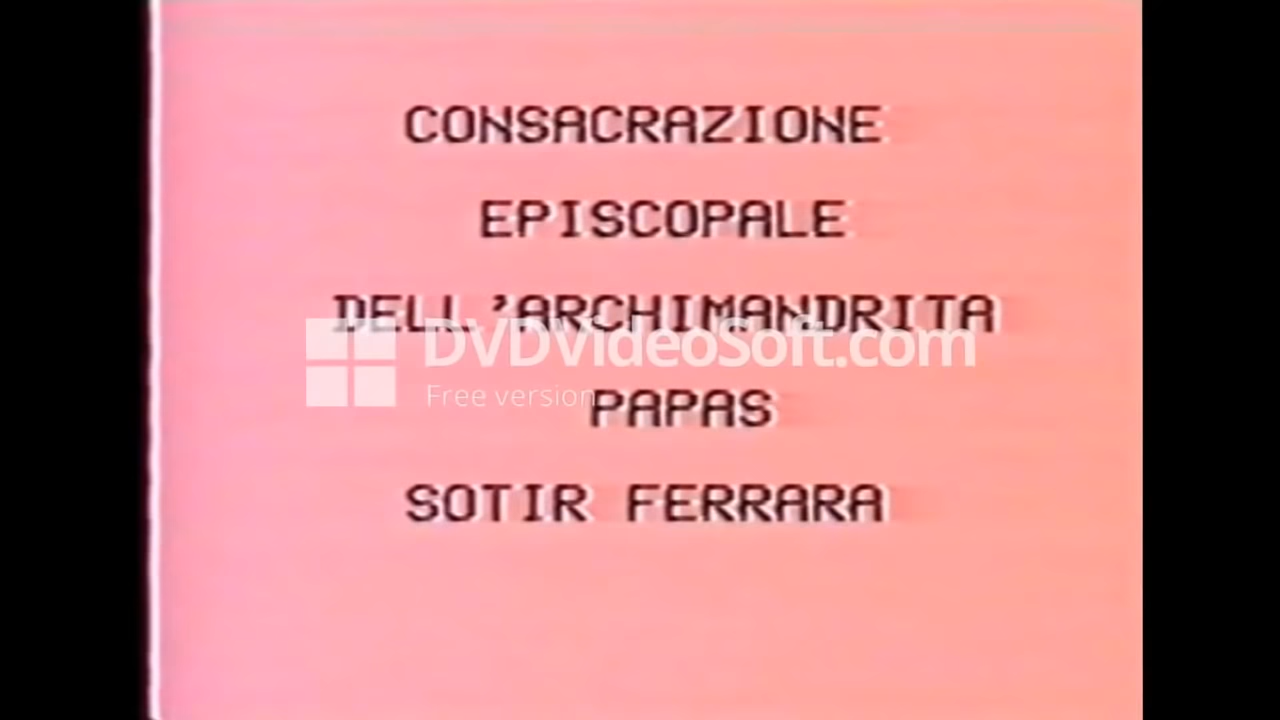 CONSACRAZIONE
EPISCOPALE
DELL'ARCHIMANDRITA
DVDVideoSoft.com
Free version
PAPAS
SOTIR FERRARA